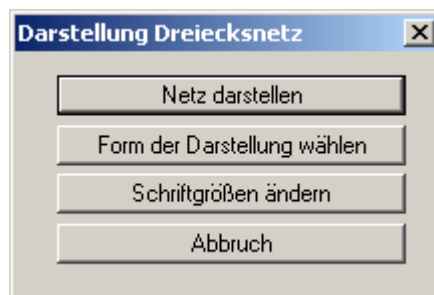 Darstellung Dreiecksnetz
Netz darstellen
Form der Darstellung wählen
Schriftgrößen ändern
Abbruch